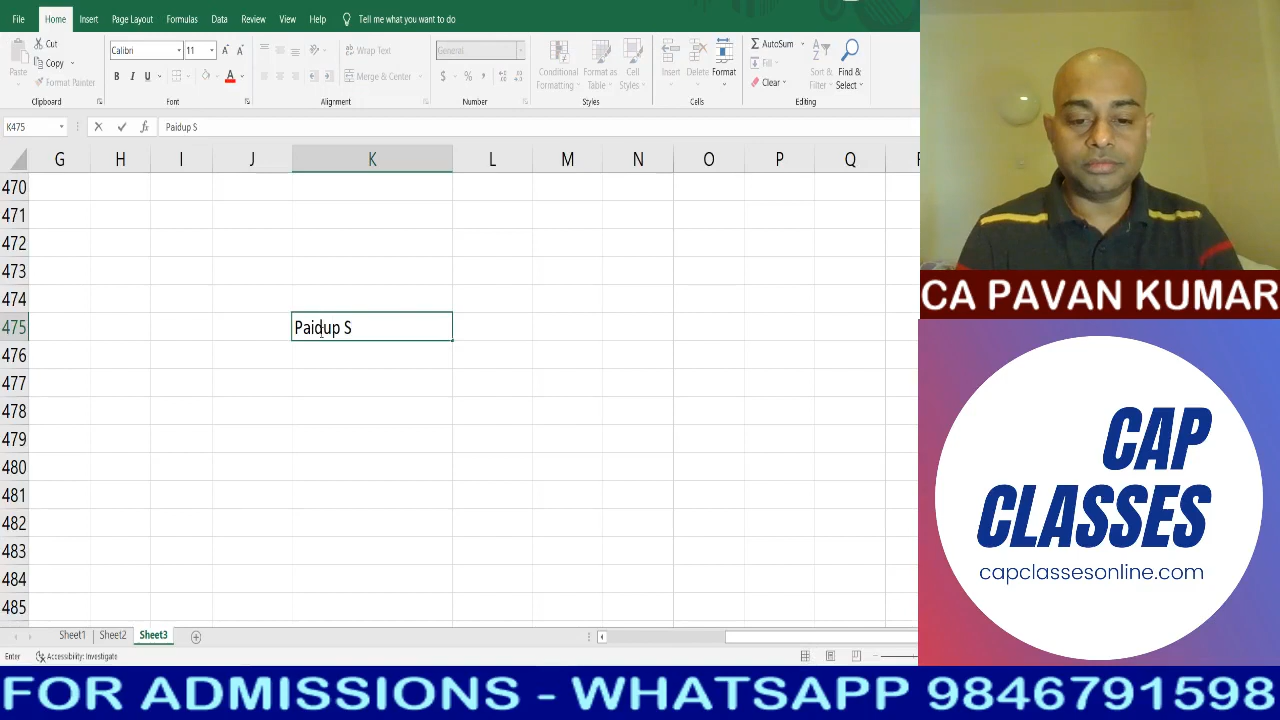 File Home Insert Page Layout Formulas Data Review View Help Tell me what you want to do
Paste
Cut
Copy
Format Painter
Clipboard
Calibri 11 A A
B I U A
Font
Wrap Text
Merge & Center
Alignment
General
$ % ,
Number
Conditional Formatting
Format as Table
Cell Styles
Styles
Insert Delete Format
Cells
AutoSum
Fill
Clear
Sort & Filter
Find & Select
Editing
K475 fx Paidup S
G H I J K L M N O P Q
470
471
472
473
474
475 Paidup S
476
477
478
479
480
481
482
483
484
485
Sheet1 Sheet2 Sheet3
Enter Accessibility: Investigate
CA PAVAN KUMAR
CAP
CLASSES
capclassesonline.com
FOR ADMISSIONS - WHATSAPP 9846791598